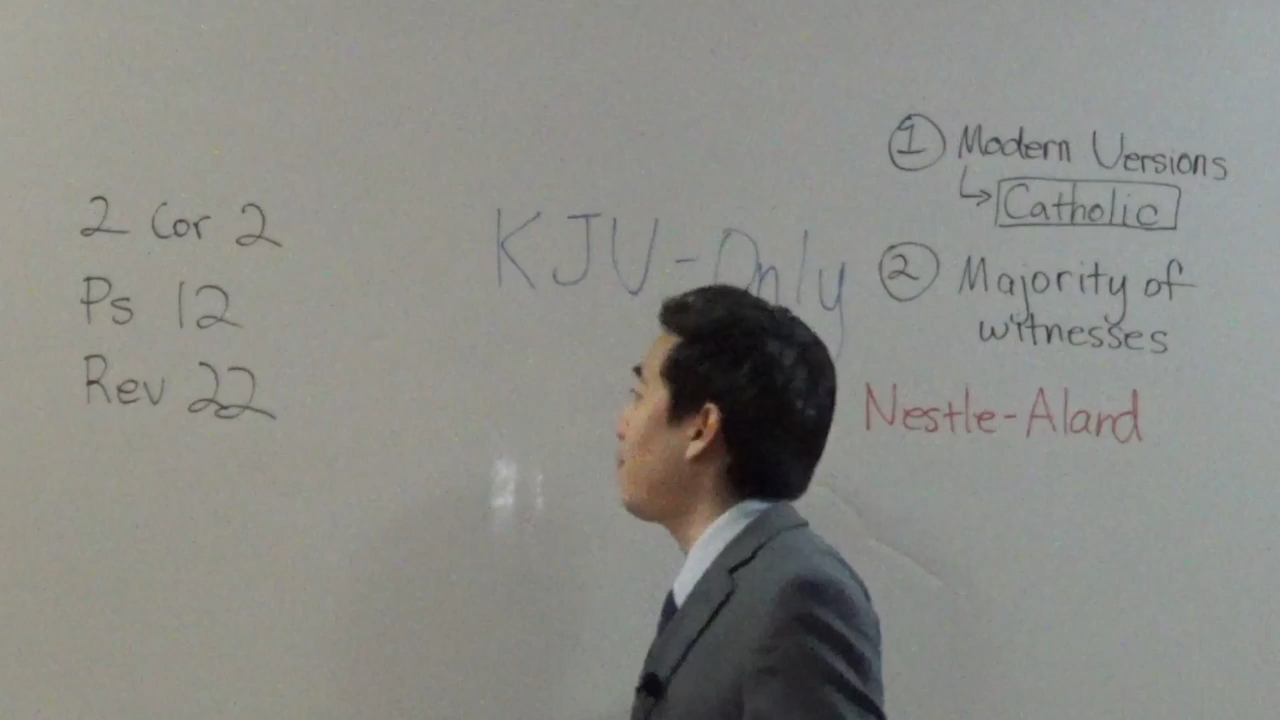 2 Cor 2
Ps 12
Rev 22
KJV-Only
① Modern Versions
↳ Catholic
② Majority of
witnesses
Nestle-Aland